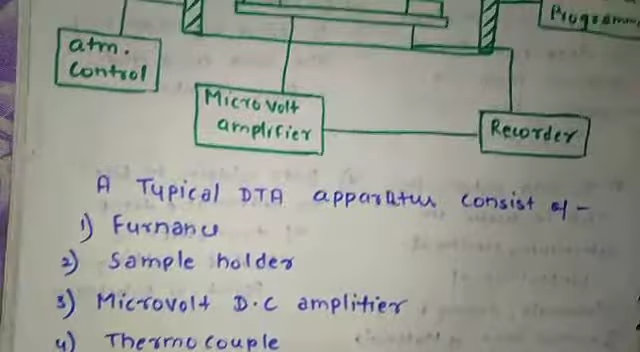 Programm
atm.
control
Microvolt
amplifier
Recorder
A Typical DTA apparatus consist of -
1) Furnance
2) Sample holder
3) Microvolt D.C amplifier
4) Thermocouple